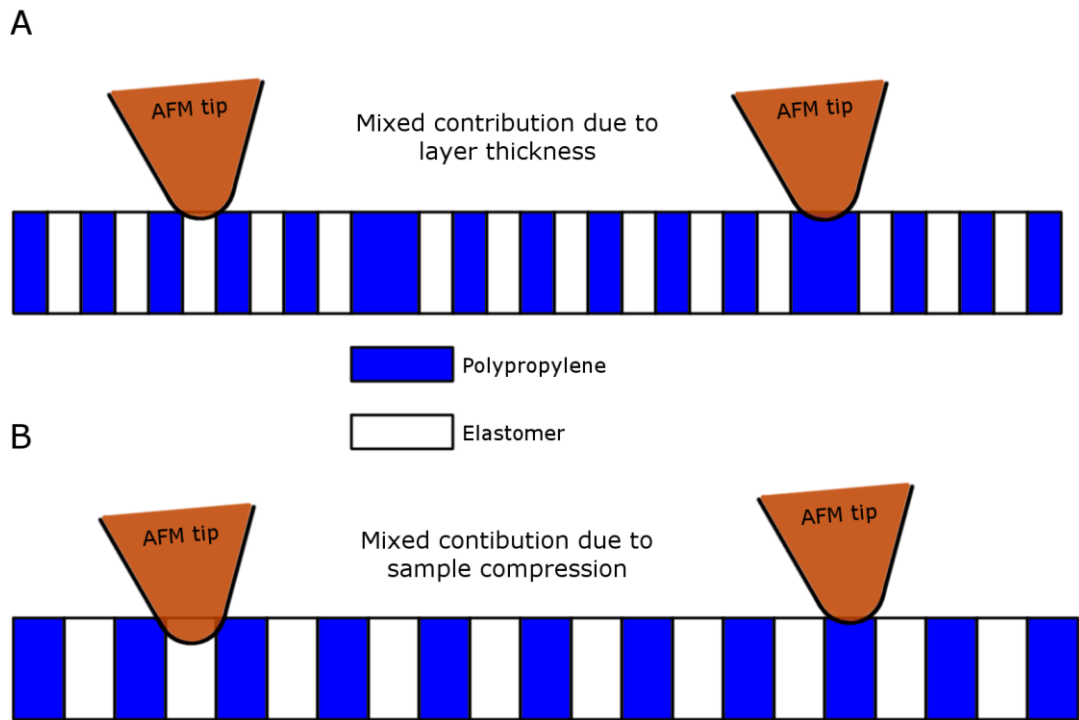 A
AFM tip
AFM tip
Mixed contribution due to
layer thickness
Polypropylene
Elastomer
B
AFM tip
AFM tip
Mixed contibution due to
sample compression